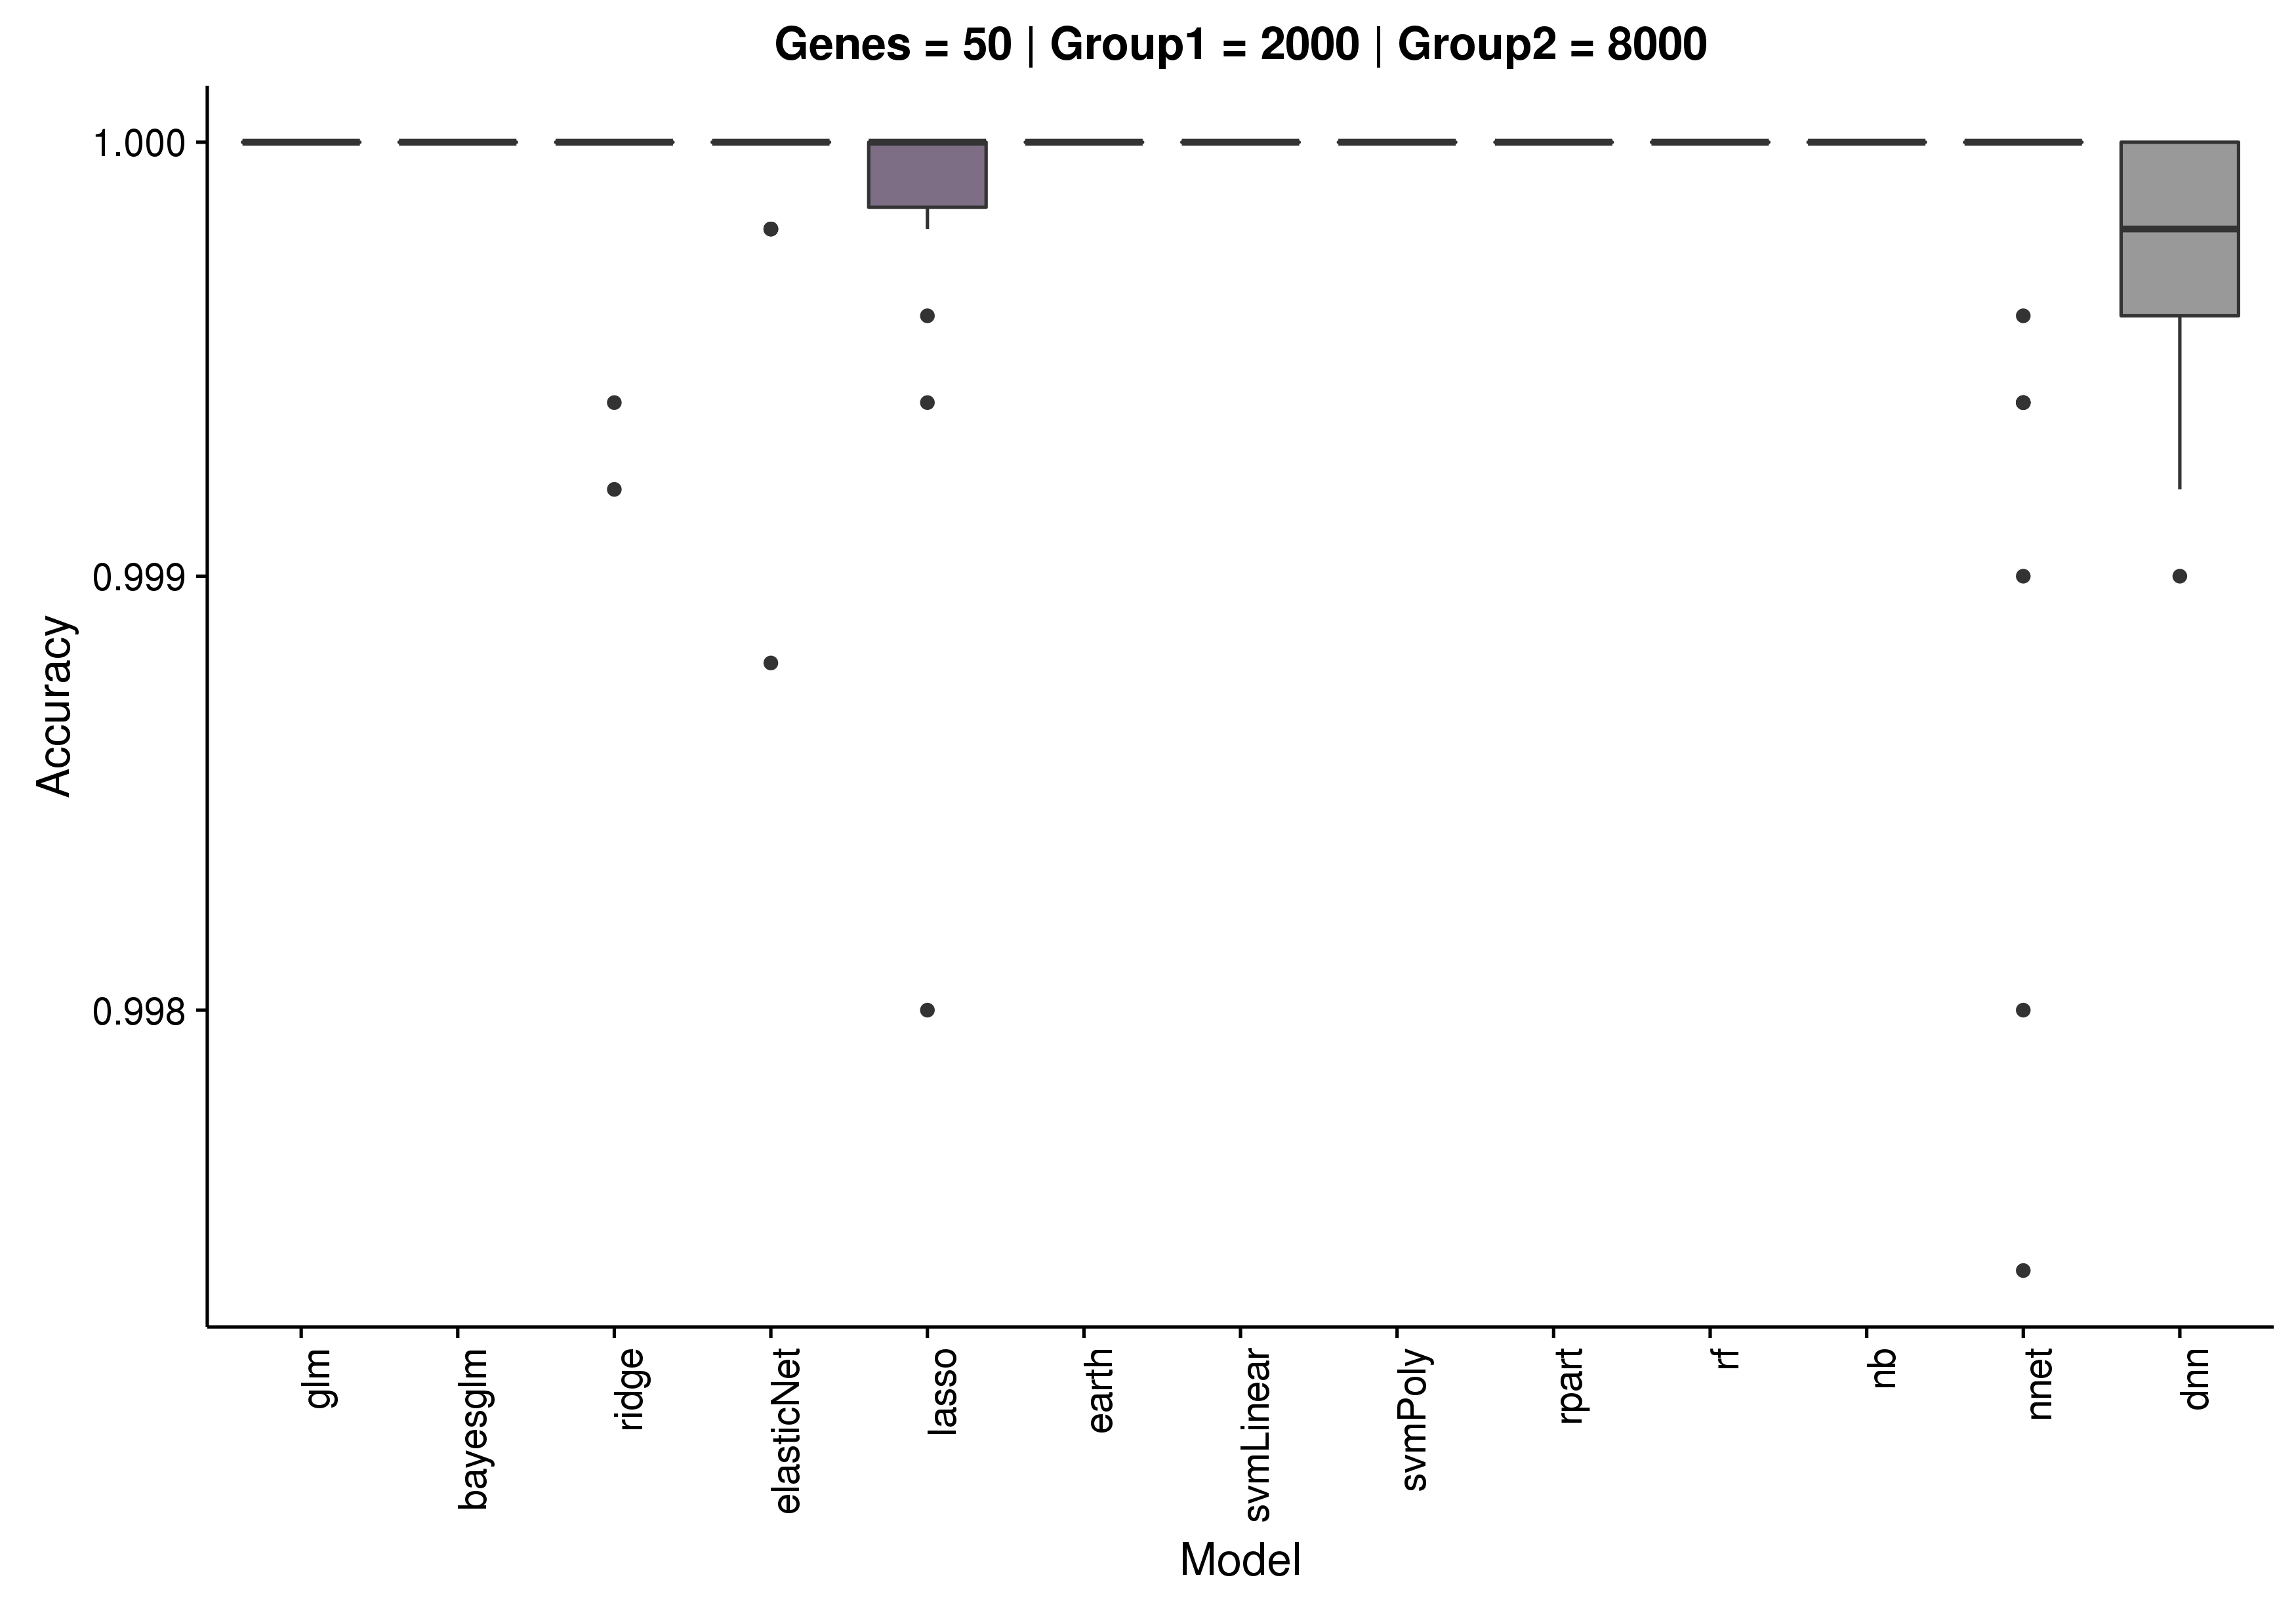 Genes = 50 | Group1 = 2000 | Group2 = 8000
1.000
0.999
0.998
Accuracy
glm
bayesglm
ridge
elasticNet
lasso
earth
svmLinear
svmPoly
rpart
rf
nb
nnet
dnn
Model